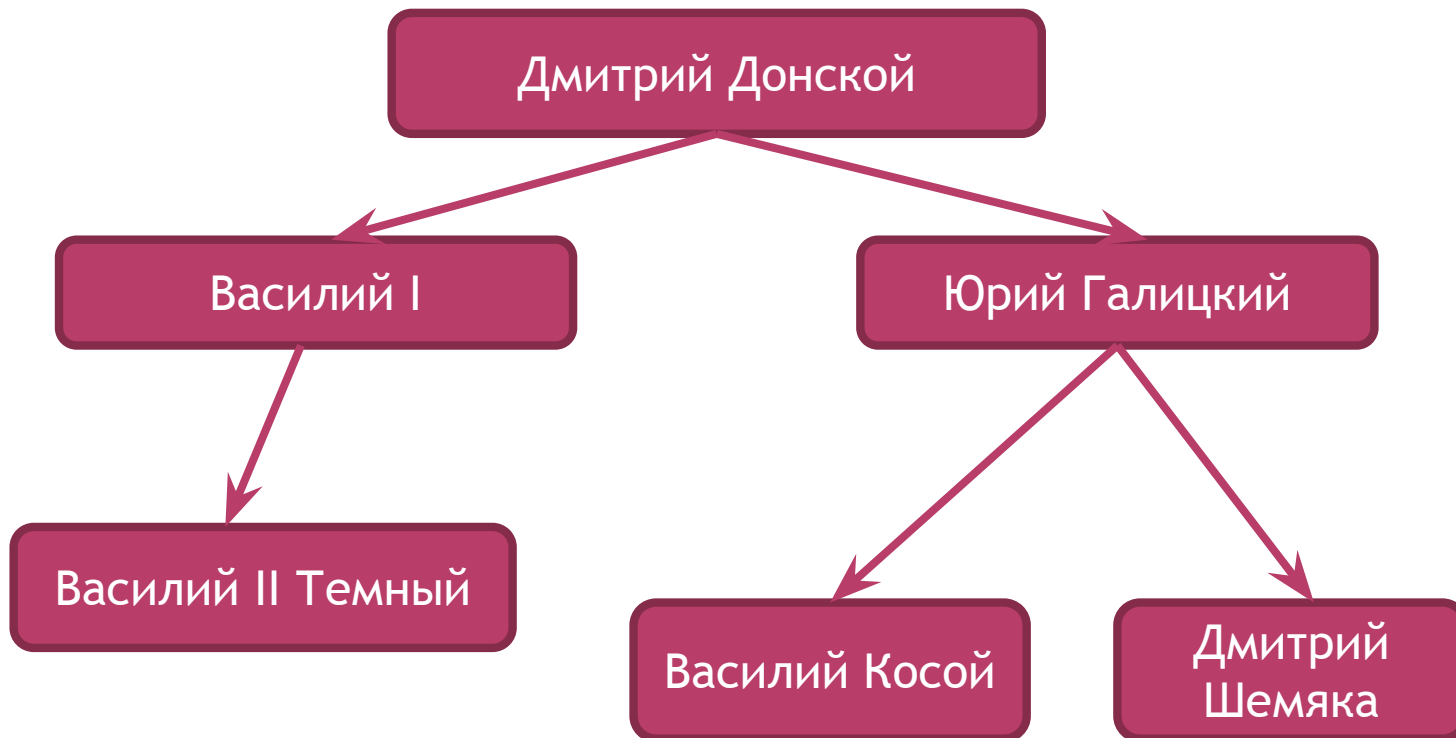 Дмитрий Донской
Василий I
Юрий Галицкий
Василий II Темный
Василий Косой
Дмитрий
Шемяка